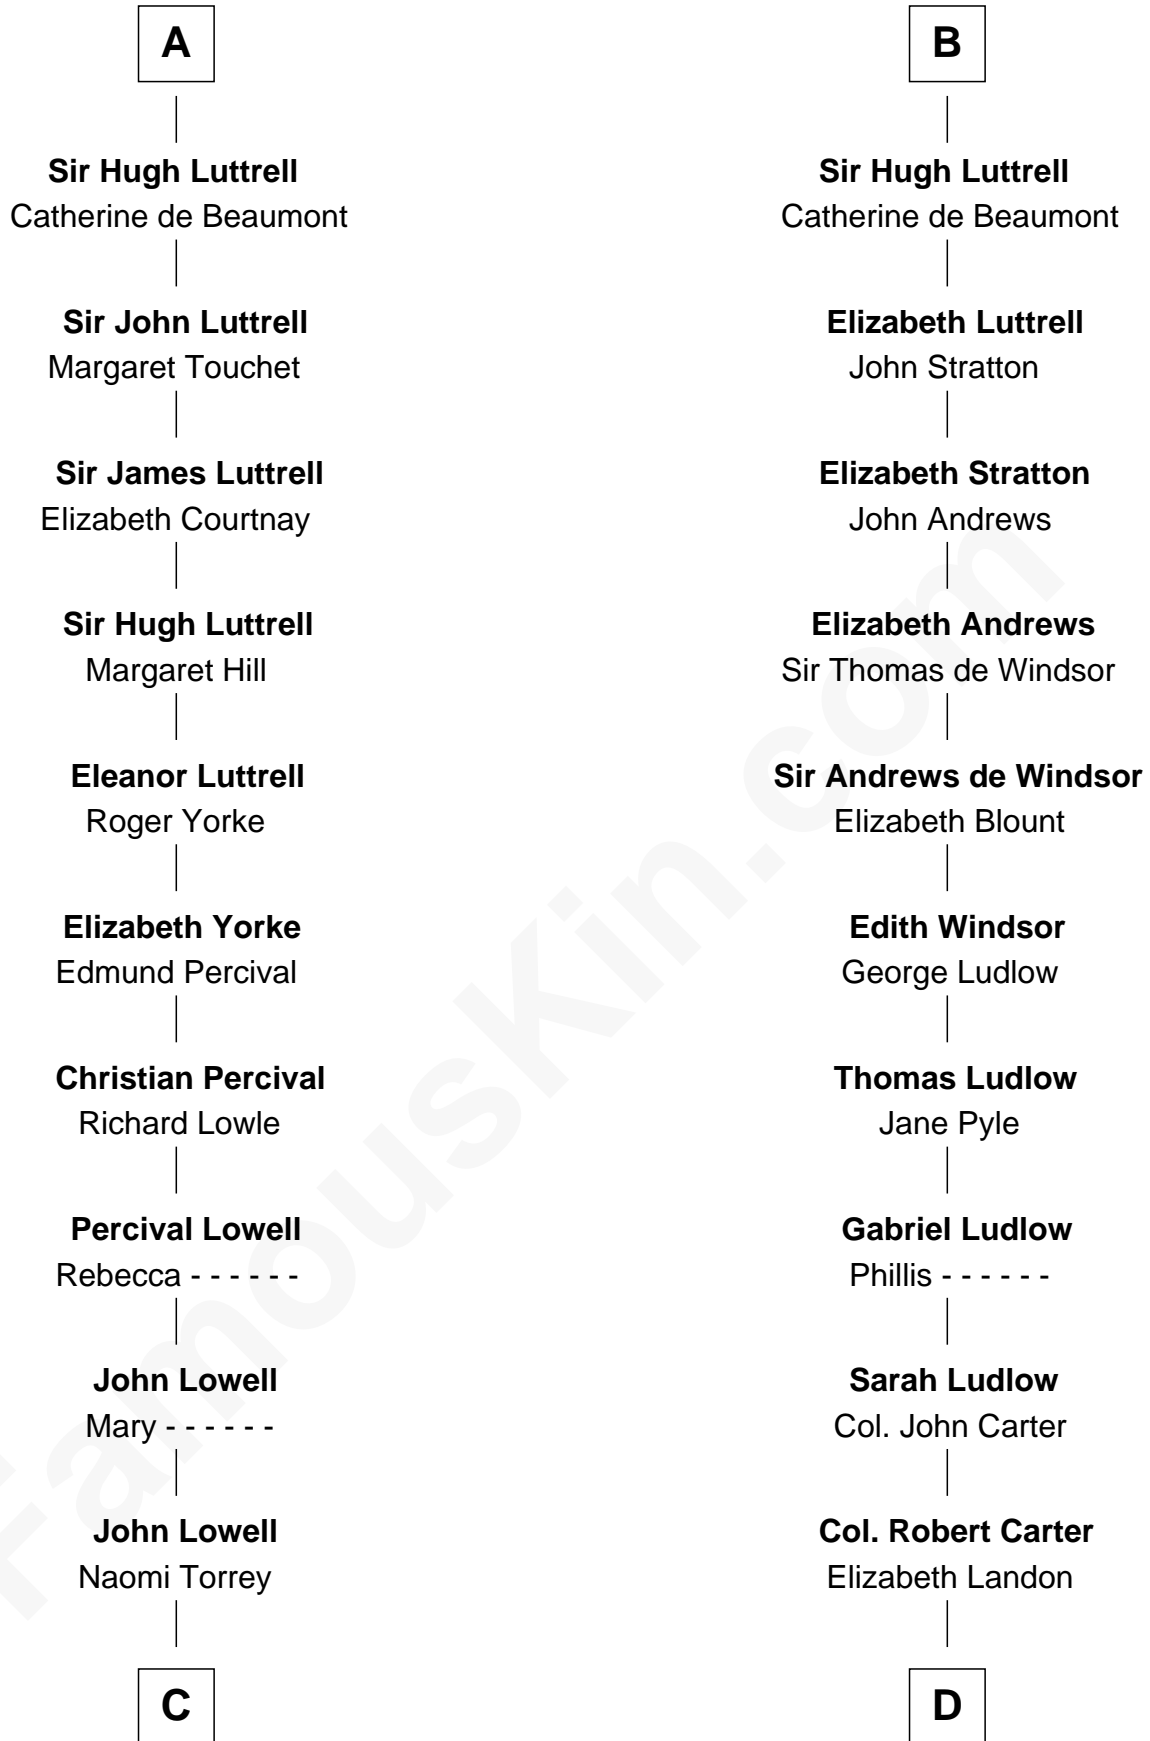 A
Sir Hugh Luttrell
Catherine de Beaumont
Sir John Luttrell
Margaret Touchet
Sir James Luttrell
Elizabeth Courtnay
Sir Hugh Luttrell
Margaret Hill
Eleanor Luttrell
Roger Yorke
Elizabeth Yorke
Edmund Percival
Christian Percival
Richard Lowle
Percival Lowell
Rebecca - - - - - -
John Lowell
Mary - - - - - -
John Lowell
Naomi Torrey
C
B
Sir Hugh Luttrell
Catherine de Beaumont
Elizabeth Luttrell
John Stratton
Elizabeth Stratton
John Andrews
Elizabeth Andrews
Sir Thomas de Windsor
Sir Andrews de Windsor
Elizabeth Blount
Edith Windsor
George Ludlow
Thomas Ludlow
Jane Pyle
Gabriel Ludlow
Phillis - - - - - -
Sarah Ludlow
Col. John Carter
Col. Robert Carter
Elizabeth Landon
D
FamousKin.com